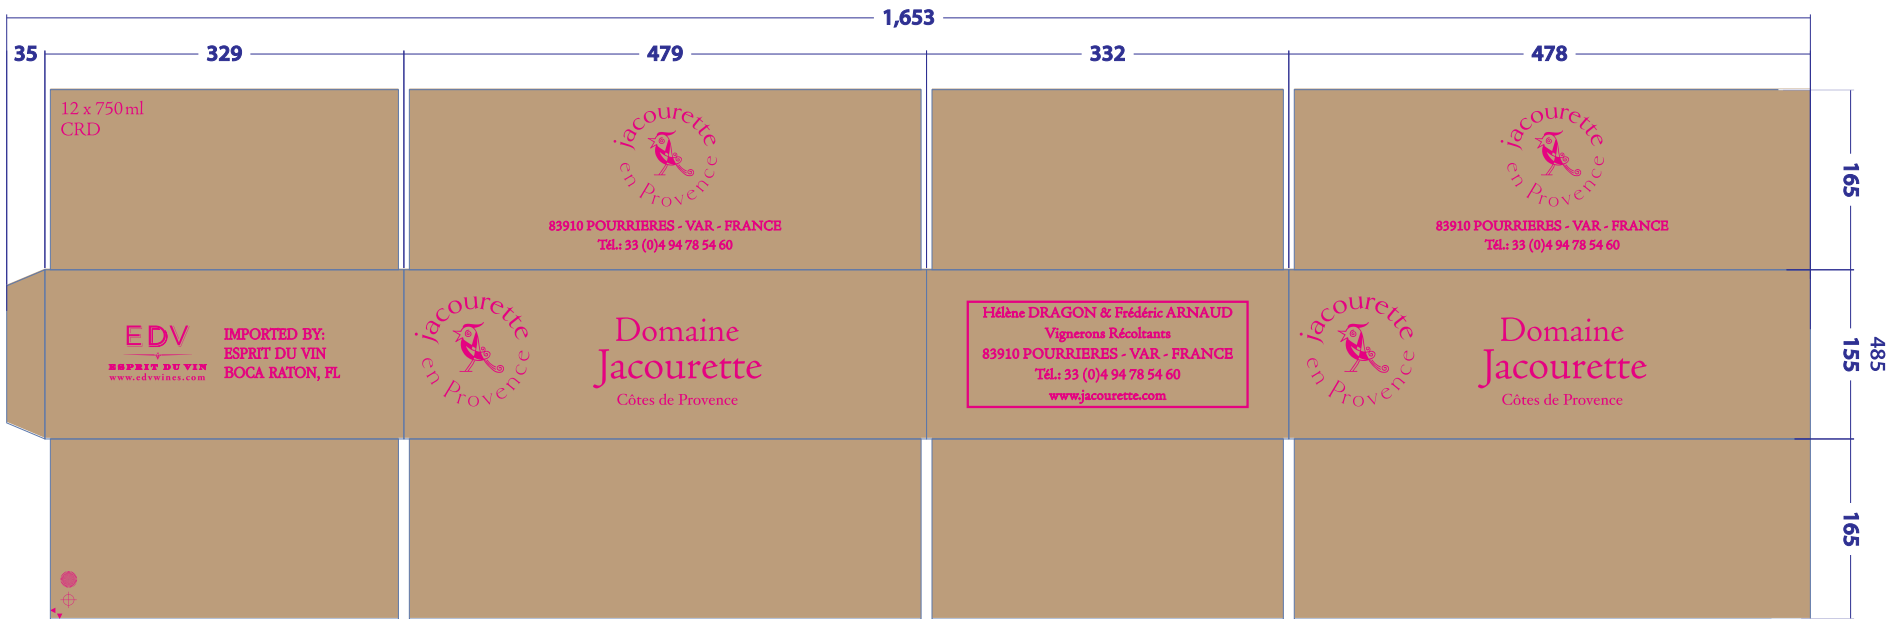 1,653
35
329
479
332
478
12 x 750 ml
CRD
jacourette
en Provence
83910 POURRIERES - VAR - FRANCE
Tél.: 33 (0)4 94 78 54 60
jacourette
en Provence
83910 POURRIERES - VAR - FRANCE
Tél.: 33 (0)4 94 78 54 60
165
EDV
ESPRIT DU VIN
www.edvwines.com
IMPORTED BY:
ESPRIT DU VIN
BOCA RATON, FL
jacourette
en Provence
Domaine
Jacourette
Côtes de Provence
Hélène DRAGON & Frédéric ARNAUD
Vignerons Récoltants
83910 POURRIERES - VAR - FRANCE
Tél.: 33 (0)4 94 78 54 60
www.jacourette.com
jacourette
en Provence
Domaine
Jacourette
Côtes de Provence
155
485
165